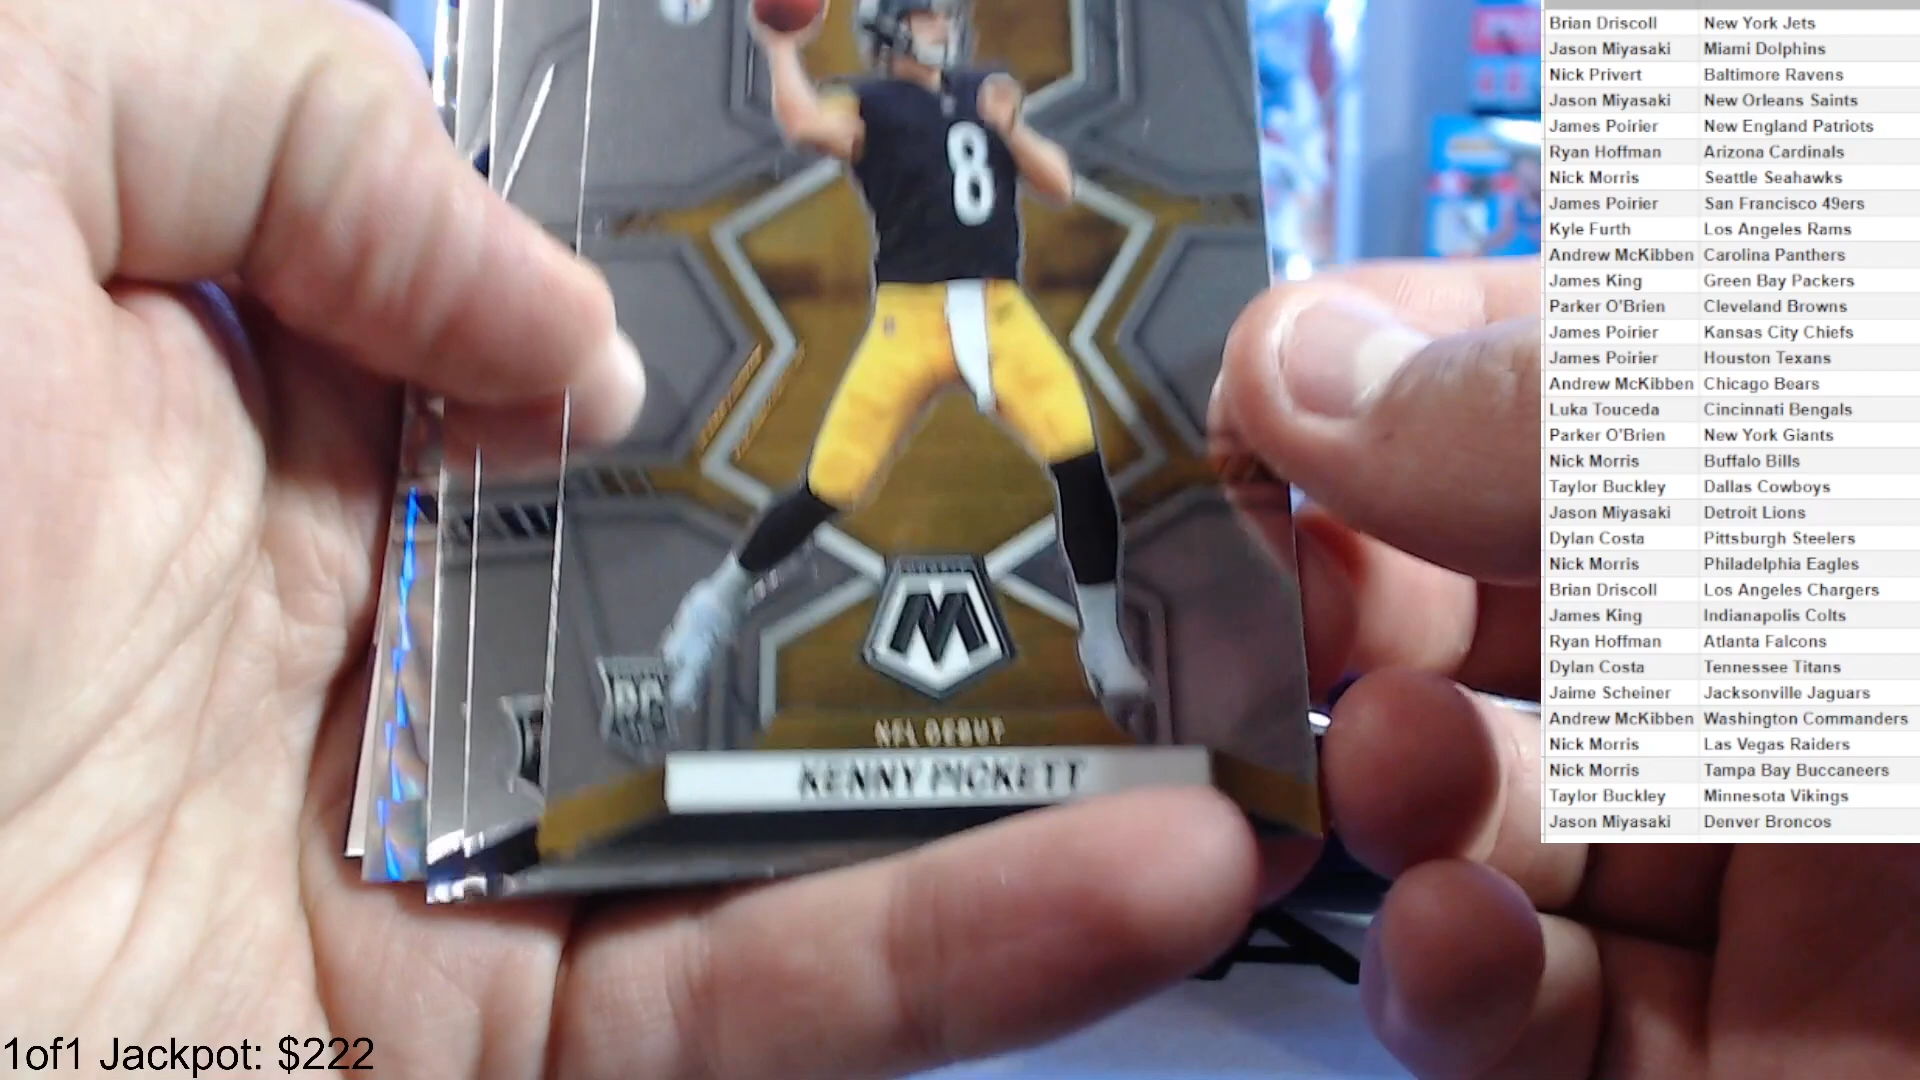 8
M
RC
NFL DEBUT
KENNY PICKETT
1of1 Jackpot: $222
Brian Driscoll New York Jets
Jason Miyasaki Miami Dolphins
Nick Privert Baltimore Ravens
Jason Miyasaki New Orleans Saints
James Poirier New England Patriots
Ryan Hoffman Arizona Cardinals
Nick Morris Seattle Seahawks
James Poirier San Francisco 49ers
Kyle Furth Los Angeles Rams
Andrew McKibben Carolina Panthers
James King Green Bay Packers
Parker O'Brien Cleveland Browns
James Poirier Kansas City Chiefs
James Poirier Houston Texans
Andrew McKibben Chicago Bears
Luka Touceda Cincinnati Bengals
Parker O'Brien New York Giants
Nick Morris Buffalo Bills
Taylor Buckley Dallas Cowboys
Jason Miyasaki Detroit Lions
Dylan Costa Pittsburgh Steelers
Nick Morris Philadelphia Eagles
Brian Driscoll Los Angeles Chargers
James King Indianapolis Colts
Ryan Hoffman Atlanta Falcons
Dylan Costa Tennessee Titans
Jaime Scheiner Jacksonville Jaguars
Andrew McKibben Washington Commanders
Nick Morris Las Vegas Raiders
Nick Morris Tampa Bay Buccaneers
Taylor Buckley Minnesota Vikings
Jason Miyasaki Denver Broncos